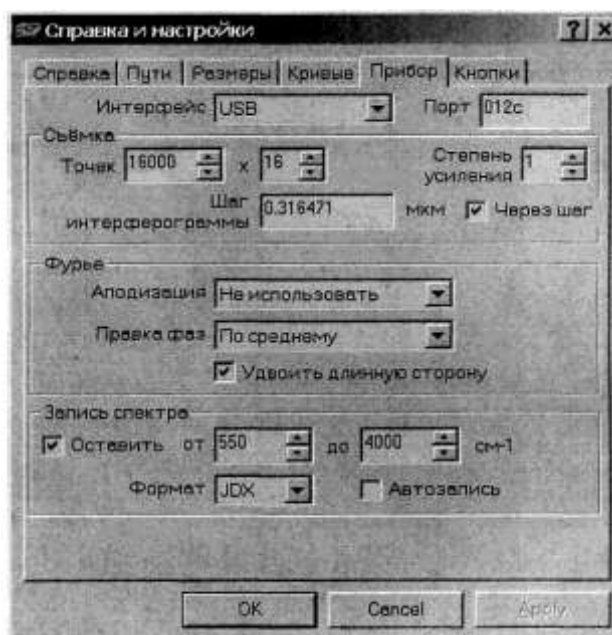 Справка и настройки
Справка Пути Размеры Кривые Прибор Кнопки
Интерфейс USB Порт 012c
Съёмка
Точек 16000 x 16 Степень усиления 1
Шаг интерферограммы 0.316471 мкм Через шаг
Фурье
Аподизация Не использовать
Правка фаз По среднему
Удвоить длинную сторону
Запись спектра
Оставить от 550 до 4000 см-1
Формат JDX Автозапись
OK Cancel Apply